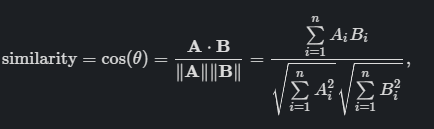 similarity = cos(θ) = A · B / ‖A‖‖B‖ = ∑_{i=1}^{n} A_i B_i / √(∑_{i=1}^{n} A_i^2) √(∑_{i=1}^{n} B_i^2) ,